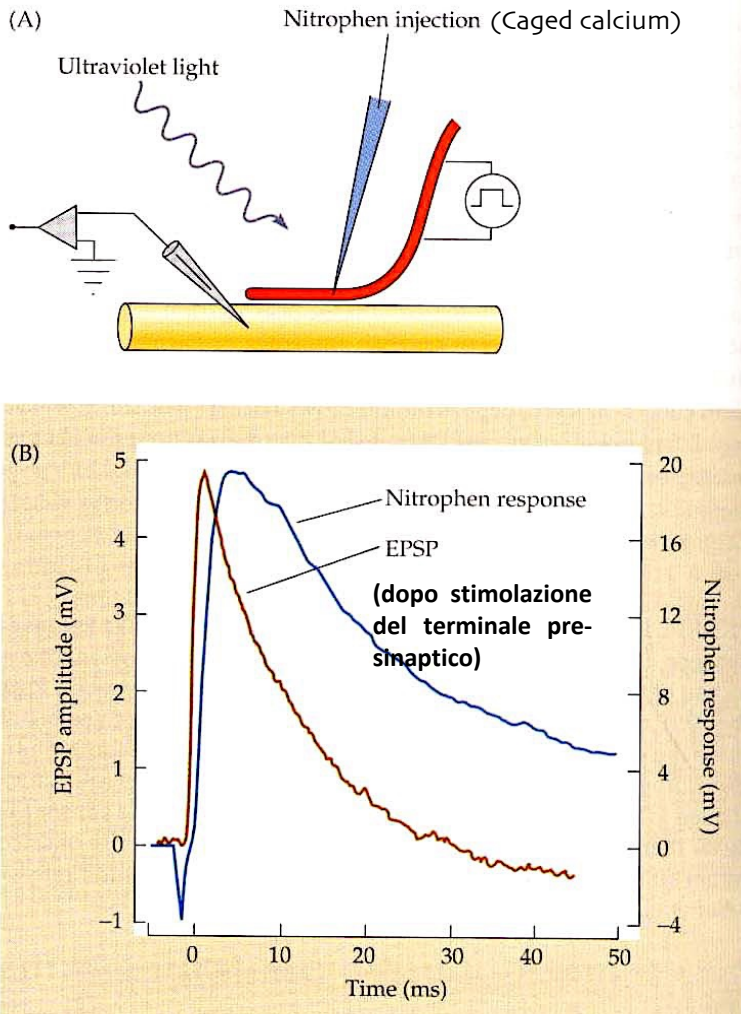 (A)
Nitrophen injection (Caged calcium)
Ultraviolet light
(B)
5
4
3
2
1
0
–1
EPSP amplitude (mV)
Nitrophen response
EPSP
(dopo stimolazione
del terminale pre-
sinaptico)
20
16
12
8
4
0
–4
Nitrophen response (mV)
0
10
20
30
40
50
Time (ms)